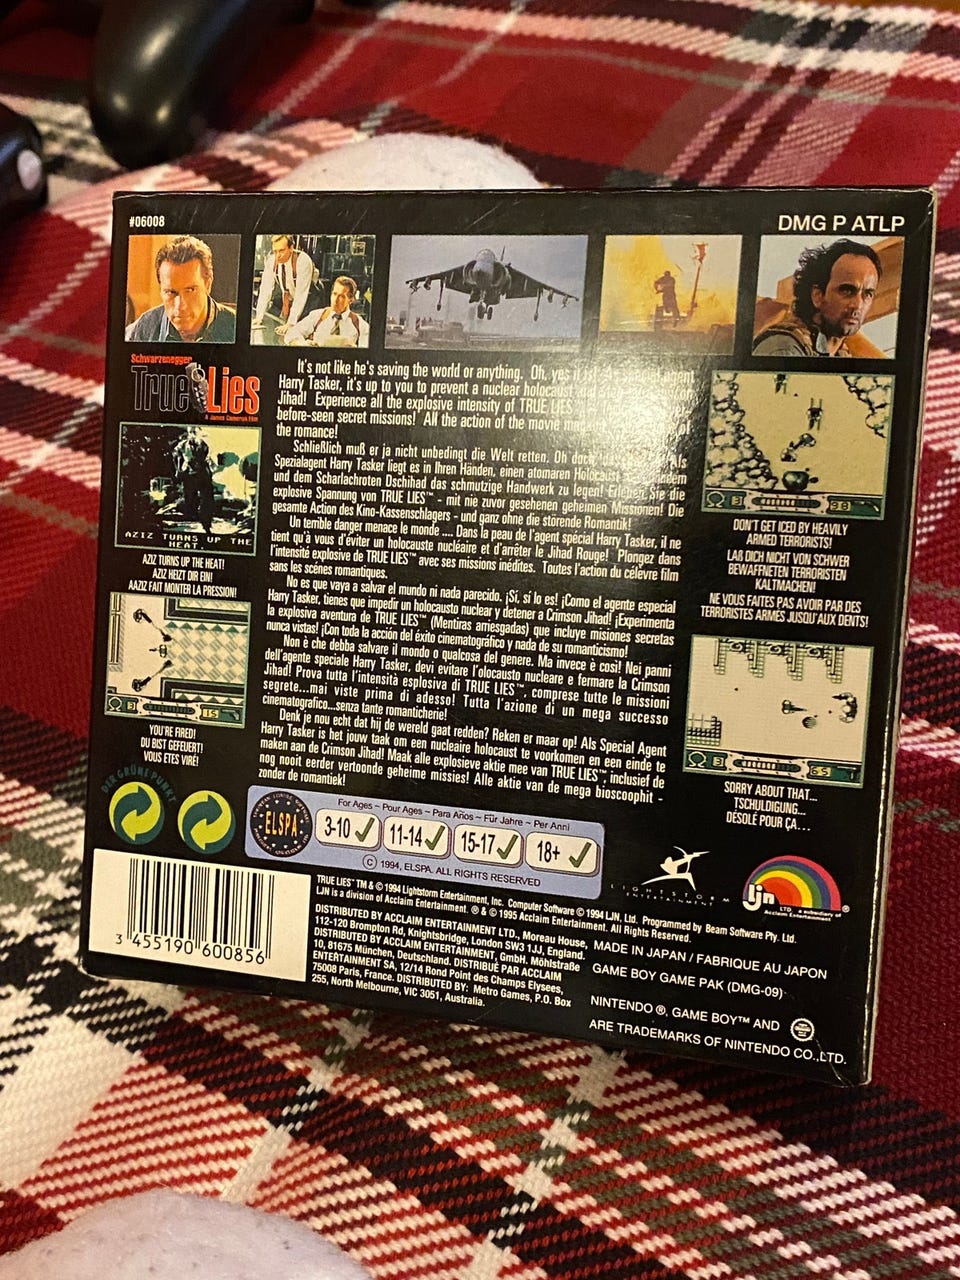 #06008
DMG P ATLP
Schwarzenegger
True Lies
A James Cameron Film
It's not like he's saving the world or anything. Oh, yes it is! As special agent
Harry Tasker, it's up to you to prevent a nuclear holocaust
Jihad! Experience all the explosive intensity of TRUE LIES
before-seen secret missions! All the action of the movie of
the romance!
Schließlich muß er ja nicht unbedingt die Welt retten. Oh doch, Als
Spezialagent Harry Tasker liegt es in Ihren Händen, einen atomaren Holocaust
und dem Scharlachroten Dschihad das schmutzige Handwerk zu legen! Erleben Sie die
explosive Spannung von TRUE LIES™ - mit nie zuvor gesehenen geheimen Missionen! Die
gesamte Action des Kino-Kassenschlagers - und ganz ohne die störende Romantik!
Un terrible danger menace le monde .... Dans la peau de l'agent spécial Harry Tasker, il ne
tient qu'à vous d'éviter un holocauste nucléaire et d'arrêter le Jihad Rouge! Plongez dans
l'intensité explosive de TRUE LIES™ avec ses missions inédites. Toutes l'action du célevre film
sans les scénes romantiques.
No es que vaya a salvar el mundo ni nada parecido. ¡Sí, sí lo es! ¡Como el agente especial
Harry Tasker, tienes que impedir un holocausto nuclear y detener a Crimson Jihad! ¡Experimenta
la explosiva aventura de TRUE LIES™ (Mentiras arriesgadas) que incluye misiones secretas
nunca vistas! ¡Con toda la acción del éxito cinematográfico y nada de su romanticismo!
Non è che debba salvare il mondo o qualcosa del genere. Ma invece è così! Nei panni
dell'agente speciale Harry Tasker, devi evitare l'olocausto nucleare e fermare la Crimson
Jihad! Prova tutta l'intensità esplosiva di TRUE LIES™. comprese tutte le missioni
segrete...mai viste prima di adesso! Tutta l'azione di un mega successo
cinematografico...senza tante romanticherie!
Denk je nou echt dat hij de wereld gaat redden? Reken er maar op! Als Special Agent
Harry Tasker is het jouw taak om een nucleaire holocaust te voorkomen en een einde te
maken aan de Crimson Jihad! Maak alle explosieve aktie mee van TRUE LIES™ inclusief de
nog nooit eerder vertoonde geheime missies! Alle aktie van de mega bioscoophit -
zonder de romantiek!
AZIZ TURNS UP THE
HEAT.
AZIZ TURNS UP THE HEAT!
AZIZ HEIZT DIR EIN!
AAZIZ FAIT MONTER LA PRESSION!
3
15
YOU'RE FIRED!
DU BIST GEFEUERT!
VOUS ETES VIRÉ!
3
98
DON'T GET ICED BY HEAVILY
ARMED TERRORISTS!
LAß DICH NICHT VON SCHWER
BEWAFFNETEN TERRORISTEN
KALTMACHEN!
NE VOUS FAITES PAS AVOIR PAR DES
TERRORISTES ARMÉS JUSQU'AUX DENTS!
3
65
SORRY ABOUT THAT...
TSCHULDIGUNG...
DÉSOLÉ POUR ÇA...
DER GRÜNE PUNKT
ELSPA
For Ages ~ Pour Ages ~ Para Años ~ Für Jahre ~ Per Anni
3-10 ✓ 11-14 ✓ 15-17 ✓ 18+ ✓
© 1994, ELSPA. ALL RIGHTS RESERVED
LIGHTSTORM
ENTERTAINMENT
LJN
LTD. a subsidiary of
Acclaim Entertainment
3 455190 600856
TRUE LIES™ TM & © 1994 Lightstorm Entertainment, Inc. Computer Software © 1994 LJN, Ltd. Programmed by Beam Software Pty. Ltd.
LJN is a division of Acclaim Entertainment. ® & © 1995 Acclaim Entertainment. All Rights Reserved.
DISTRIBUTED BY ACCLAIM ENTERTAINMENT LTD., Moreau House,
112-120 Brompton Rd, Knightsbridge, London SW3 1JJ, England.
DISTRIBUTED BY ACCLAIM ENTERTAINMENT, GmbH. Möhlstraße
10, 81675 München, Deutschland. DISTRIBUÉ PAR ACCLAIM
ENTERTAINMENT SA, 12/14 Rond Point des Champs Elysees,
75008 Paris, France. DISTRIBUTED BY: Metro Games, P.O. Box
255, North Melbourne, VIC 3051, Australia.
MADE IN JAPAN / FABRIQUE AU JAPON
GAME BOY GAME PAK (DMG-09)
NINTENDO ®, GAME BOY™ AND
ARE TRADEMARKS OF NINTENDO CO.,LTD.